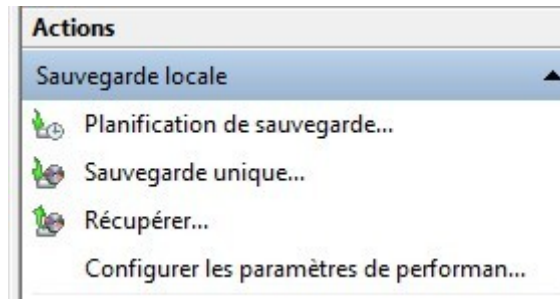 Actions
Sauvegarde locale
Planification de sauvegarde...
Sauvegarde unique...
Récupérer...
Configurer les paramètres de performan...